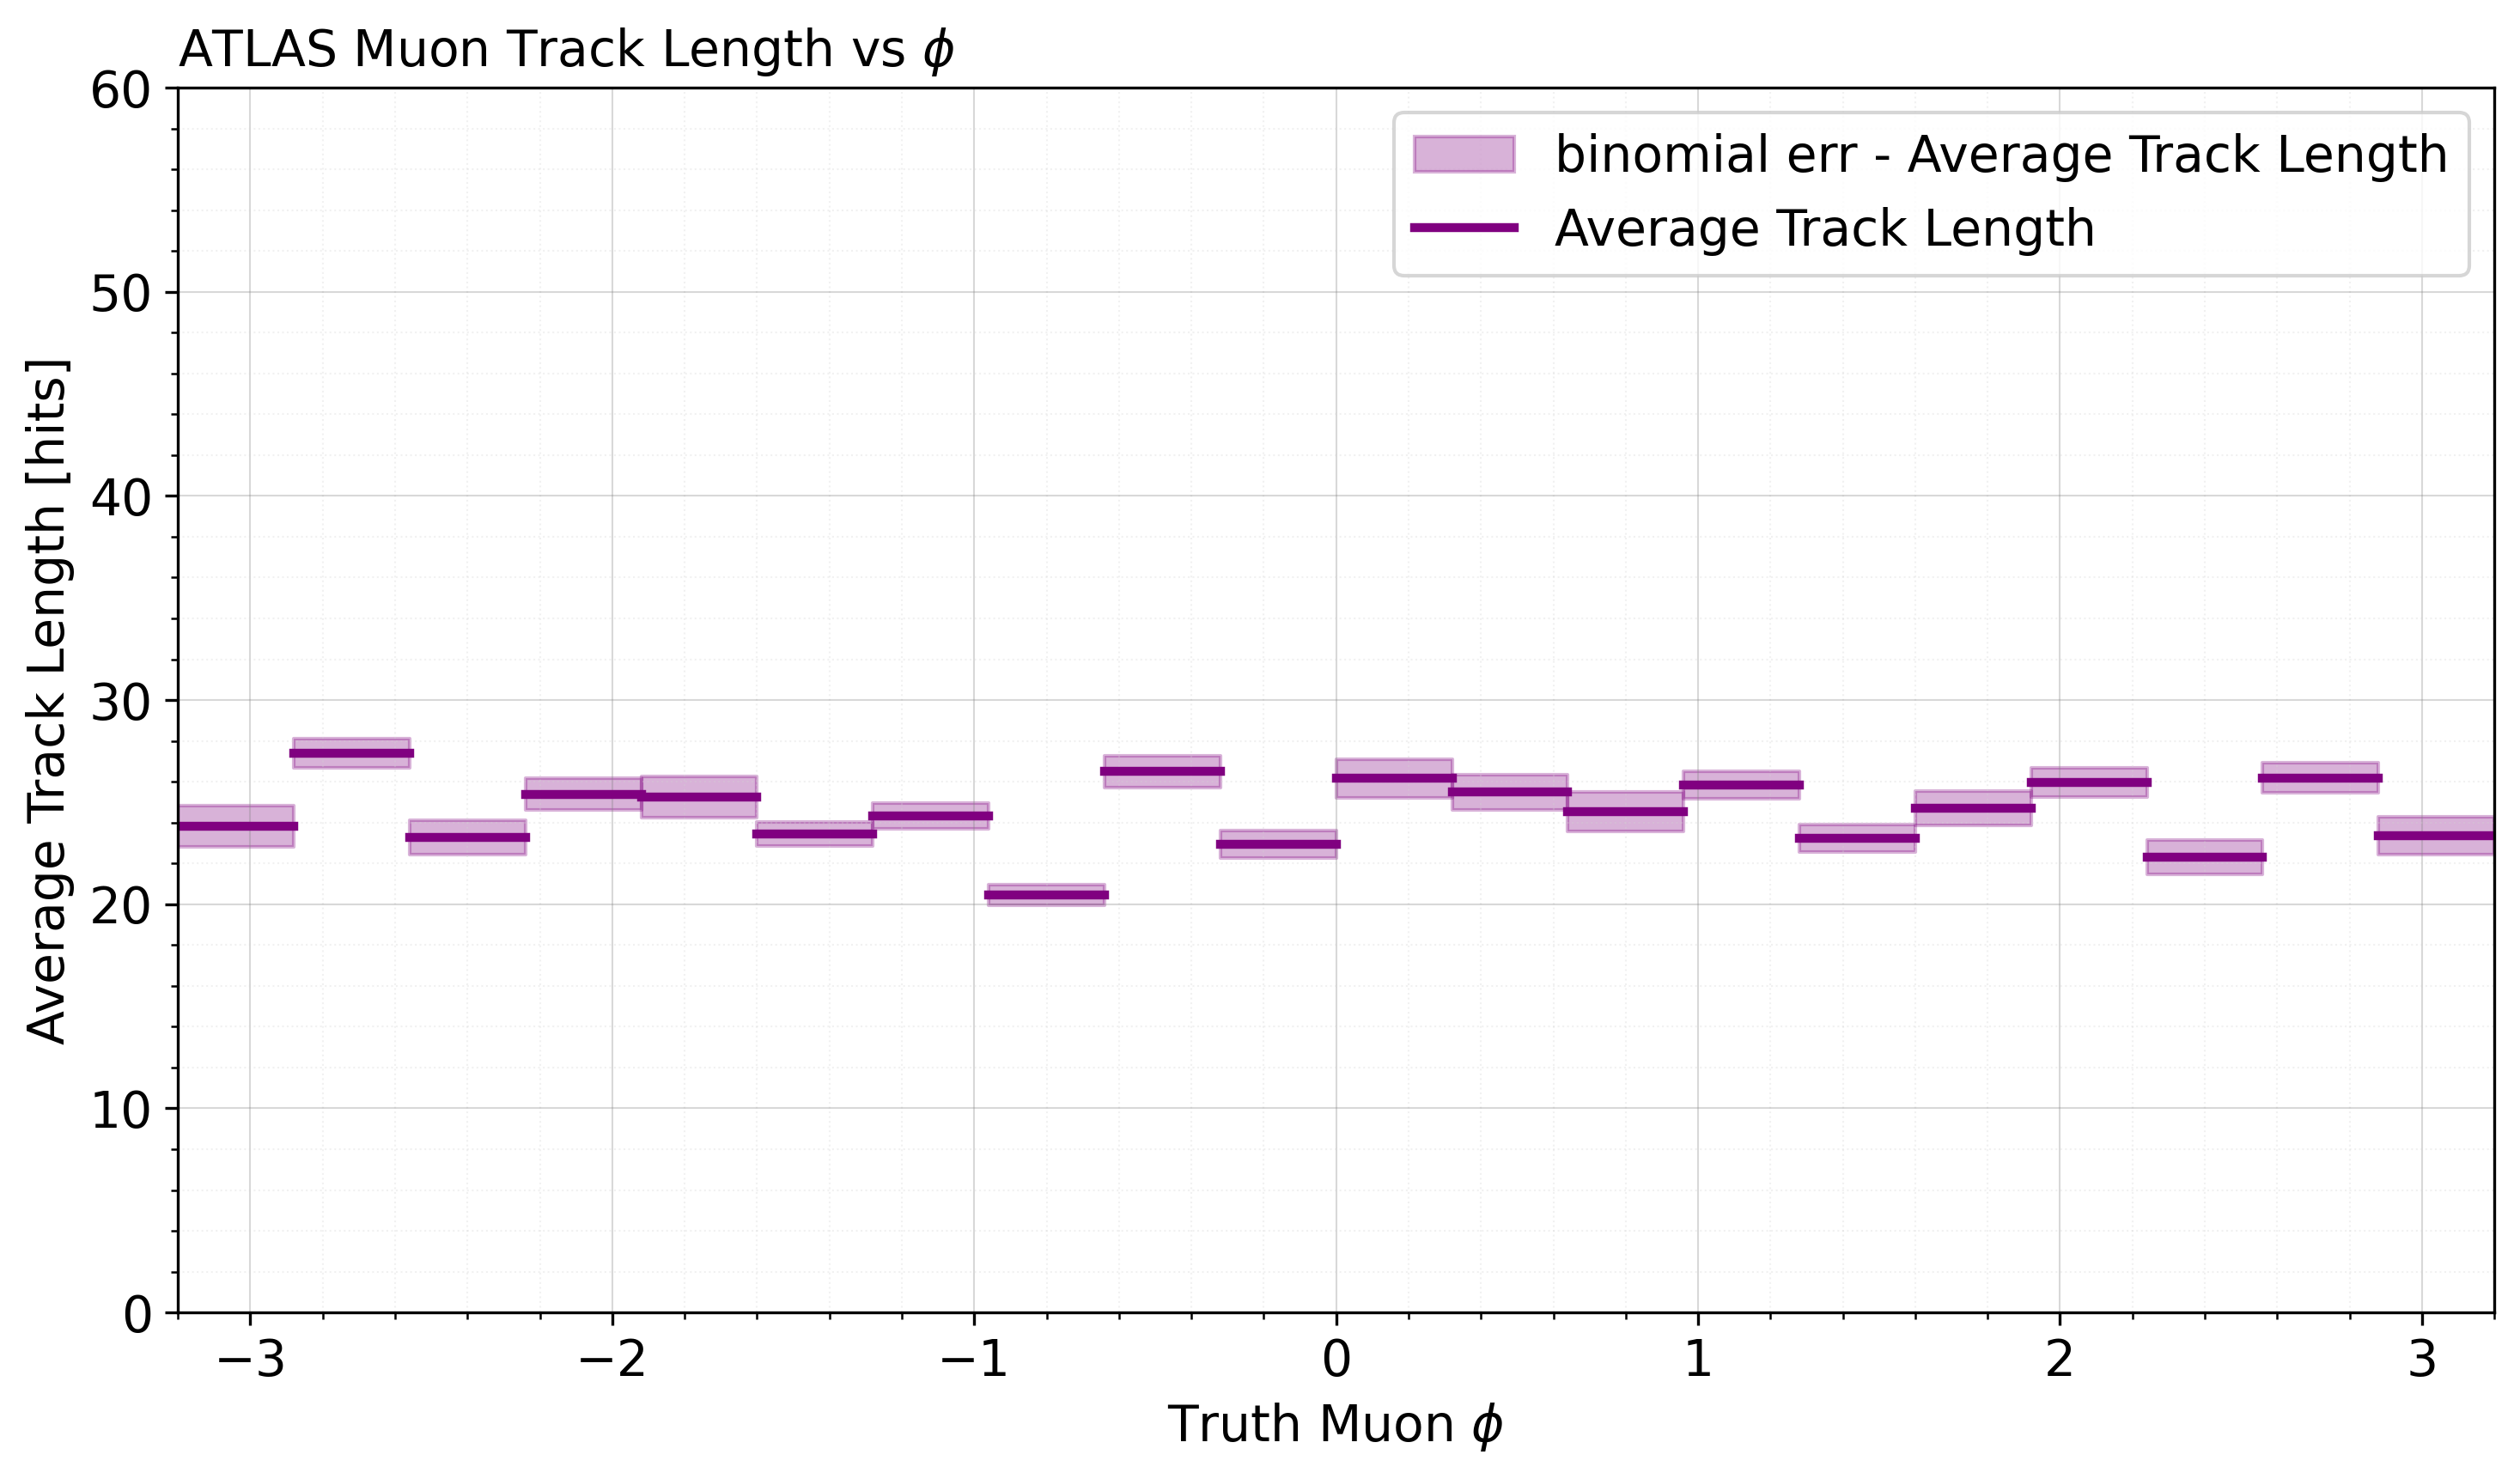 ATLAS Muon Track Length vs ϕ
60
50
40
30
20
10
0
Average Track Length [hits]
binomial err - Average Track Length
Average Track Length
−3 −2 −1 0 1 2 3
Truth Muon ϕ